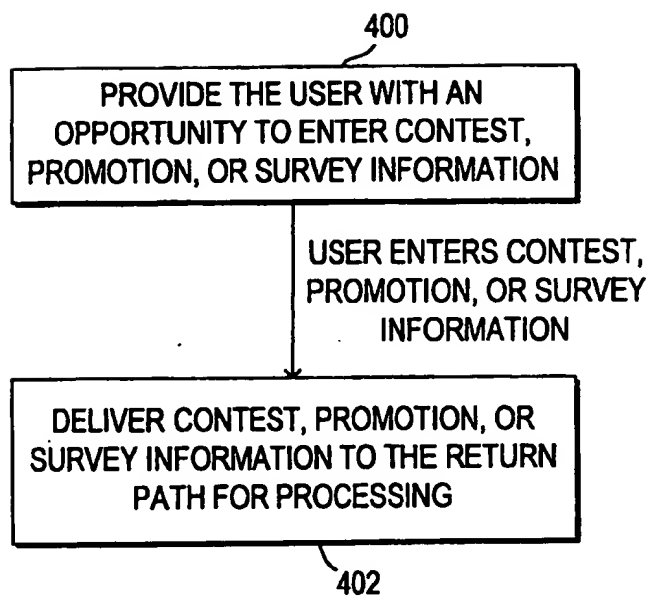 400
PROVIDE THE USER WITH AN
OPPORTUNITY TO ENTER CONTEST,
PROMOTION, OR SURVEY INFORMATION
USER ENTERS CONTEST,
PROMOTION, OR SURVEY
INFORMATION
DELIVER CONTEST, PROMOTION, OR
SURVEY INFORMATION TO THE RETURN
PATH FOR PROCESSING
402